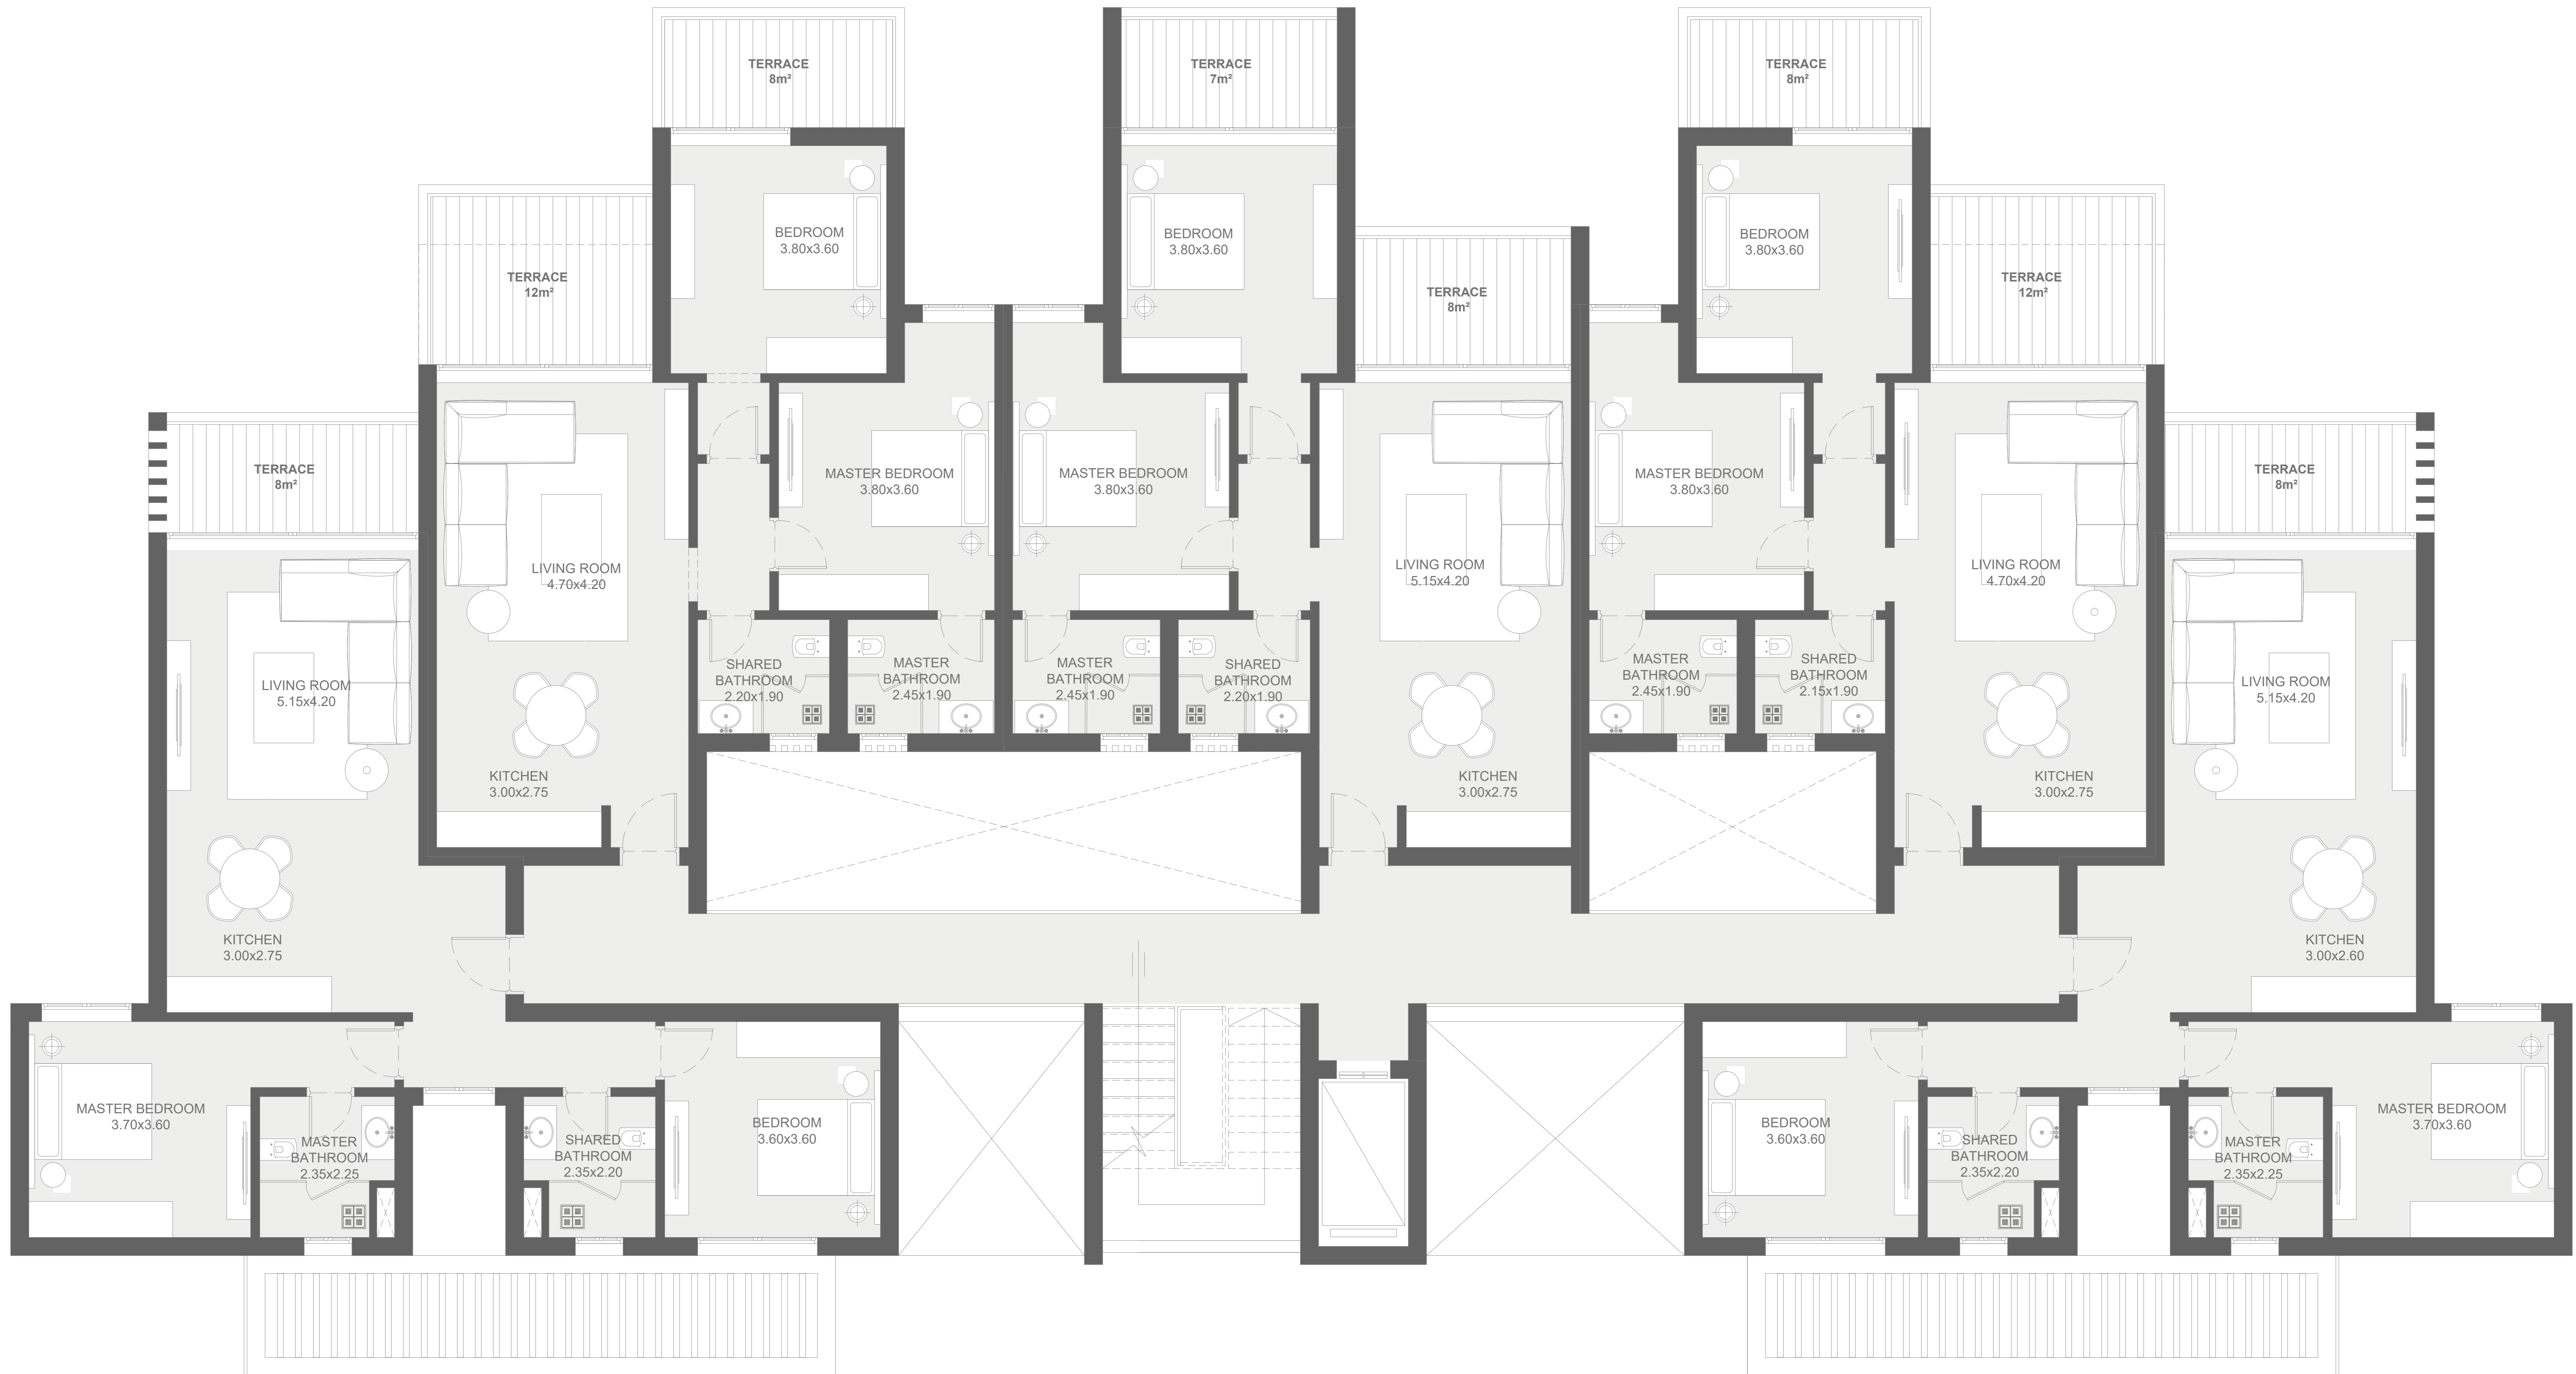 TERRACE
8m²
TERRACE
7m²
TERRACE
8m²
BEDROOM
3.80x3.60
BEDROOM
3.80x3.60
BEDROOM
3.80x3.60
TERRACE
12m²
TERRACE
8m²
TERRACE
12m²
TERRACE
8m²
MASTER BEDROOM
3.80x3.60
MASTER BEDROOM
3.80x3.60
MASTER BEDROOM
3.80x3.60
TERRACE
8m²
LIVING ROOM
4.70x4.20
LIVING ROOM
5.15x4.20
LIVING ROOM
4.70x4.20
LIVING ROOM
5.15x4.20
SHARED
BATHROOM
2.20x1.90
MASTER
BATHROOM
2.45x1.90
MASTER
BATHROOM
2.45x1.90
SHARED
BATHROOM
2.20x1.90
MASTER
BATHROOM
2.45x1.90
SHARED
BATHROOM
2.15x1.90
LIVING ROOM
5.15x4.20
KITCHEN
3.00x2.75
KITCHEN
3.00x2.75
KITCHEN
3.00x2.75
KITCHEN
3.00x2.75
KITCHEN
3.00x2.60
MASTER BEDROOM
3.70x3.60
MASTER
BATHROOM
2.35x2.25
SHARED
BATHROOM
2.35x2.20
BEDROOM
3.60x3.60
BEDROOM
3.60x3.60
SHARED
BATHROOM
2.35x2.20
MASTER
BATHROOM
2.35x2.25
MASTER BEDROOM
3.70x3.60